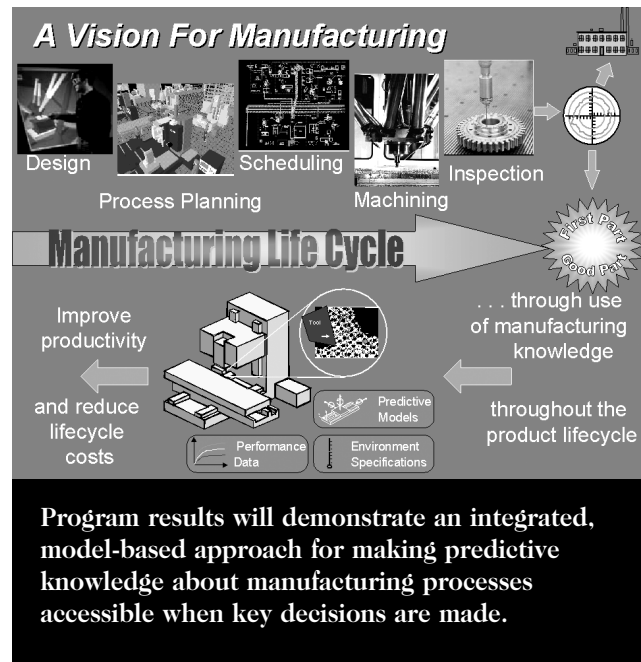 A Vision For Manufacturing
Design
Process Planning
Scheduling
Machining
Inspection
Manufacturing Life Cycle
First Part
Good Part
. . . through use
of manufacturing
knowledge
throughout the
product lifecycle
Tool
Predictive
Models
Performance
Data
Environment
Specifications
Improve
productivity
and reduce
lifecycle
costs
Program results will demonstrate an integrated,
model-based approach for making predictive
knowledge about manufacturing processes
accessible when key decisions are made.